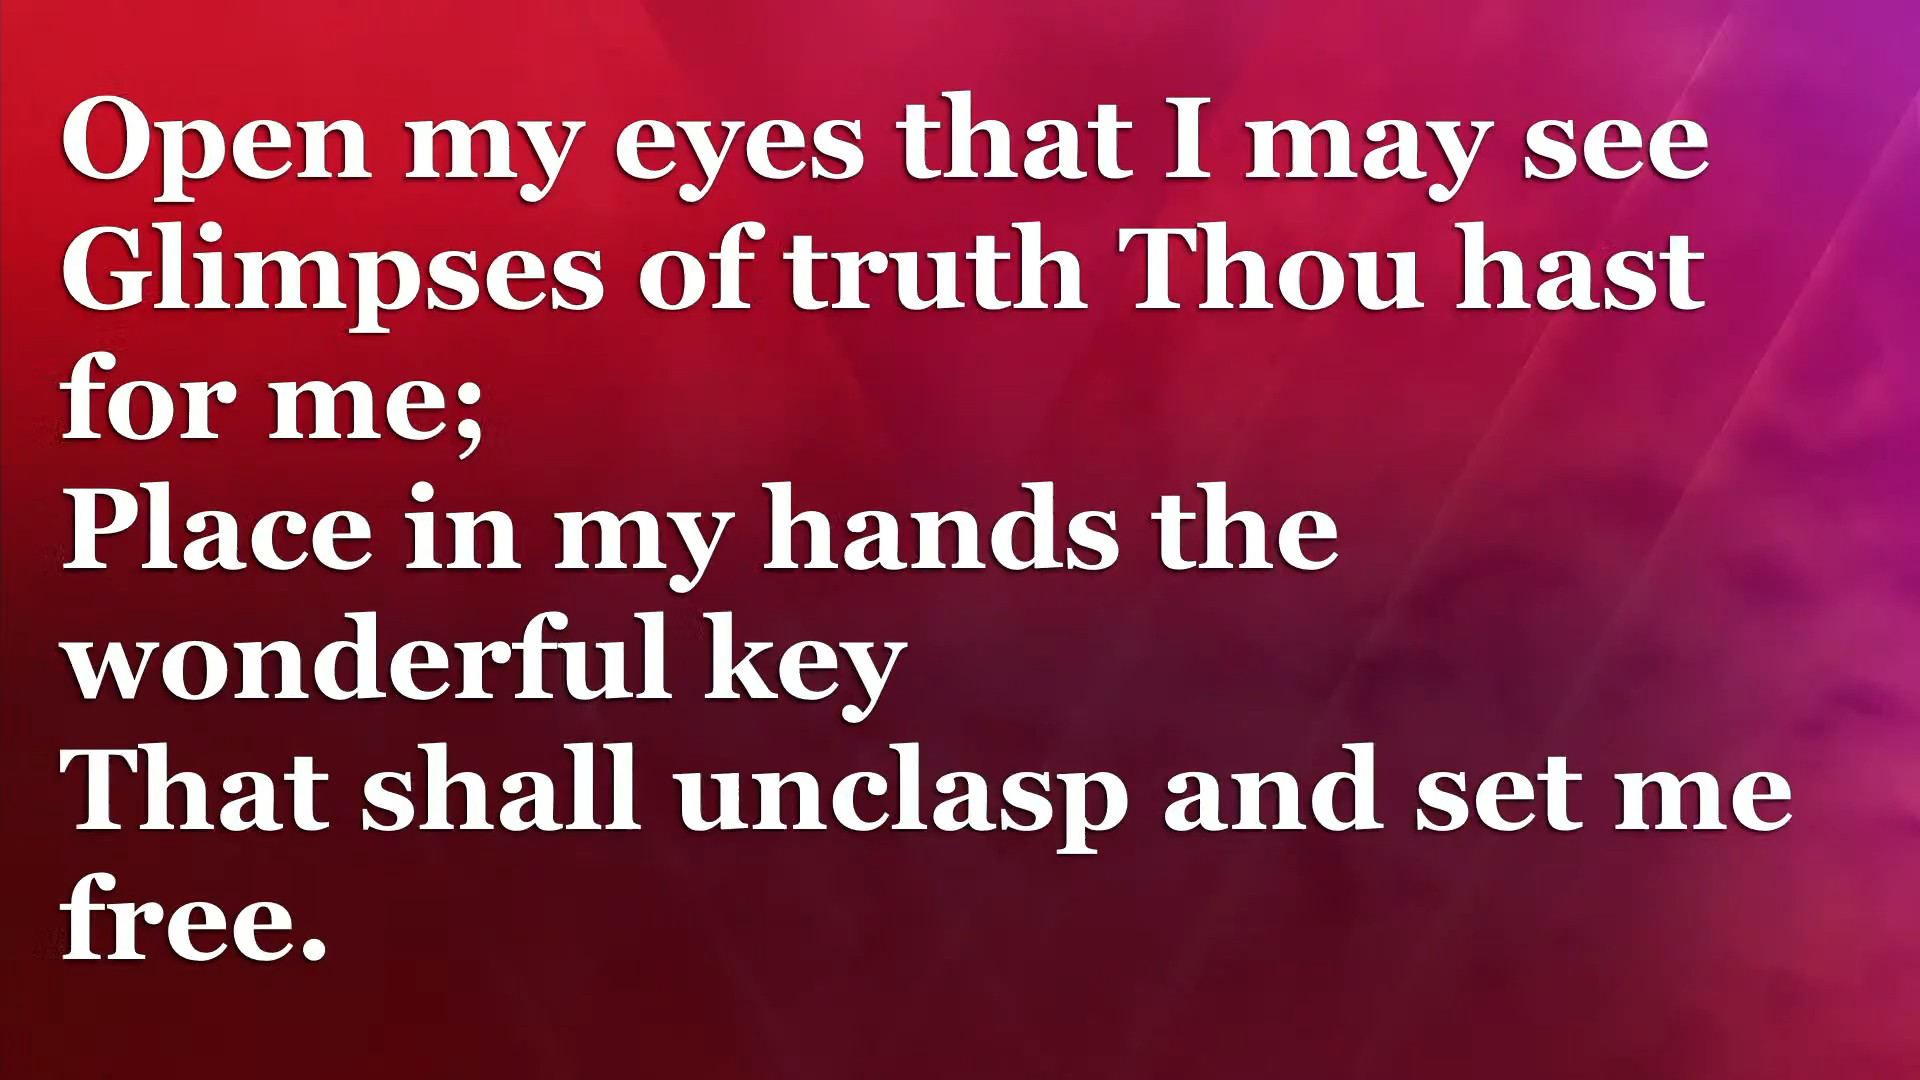 Open my eyes that I may see
Glimpses of truth Thou hast
for me;
Place in my hands the
wonderful key
That shall unclasp and set me
free.